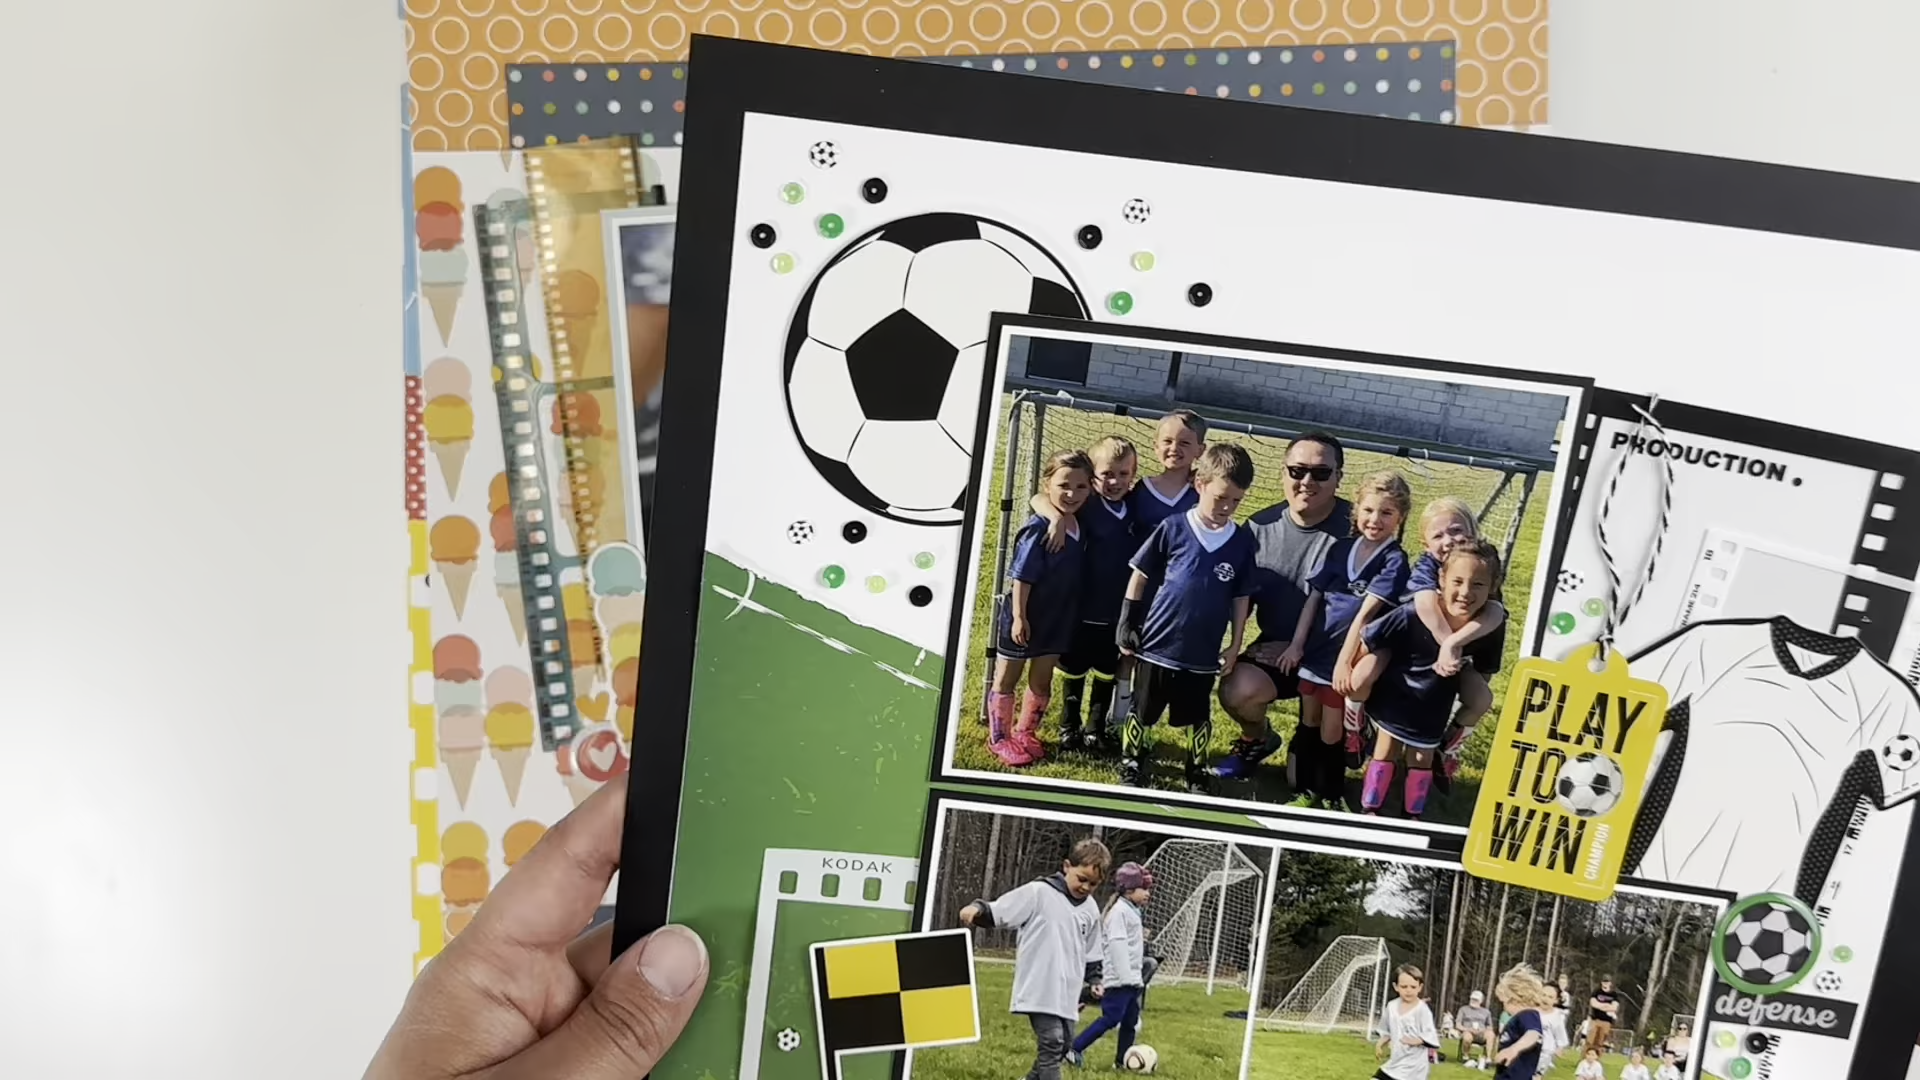 PRODUCTION.
PLAY
TO
WIN
CHAMPION
KODAK
defense